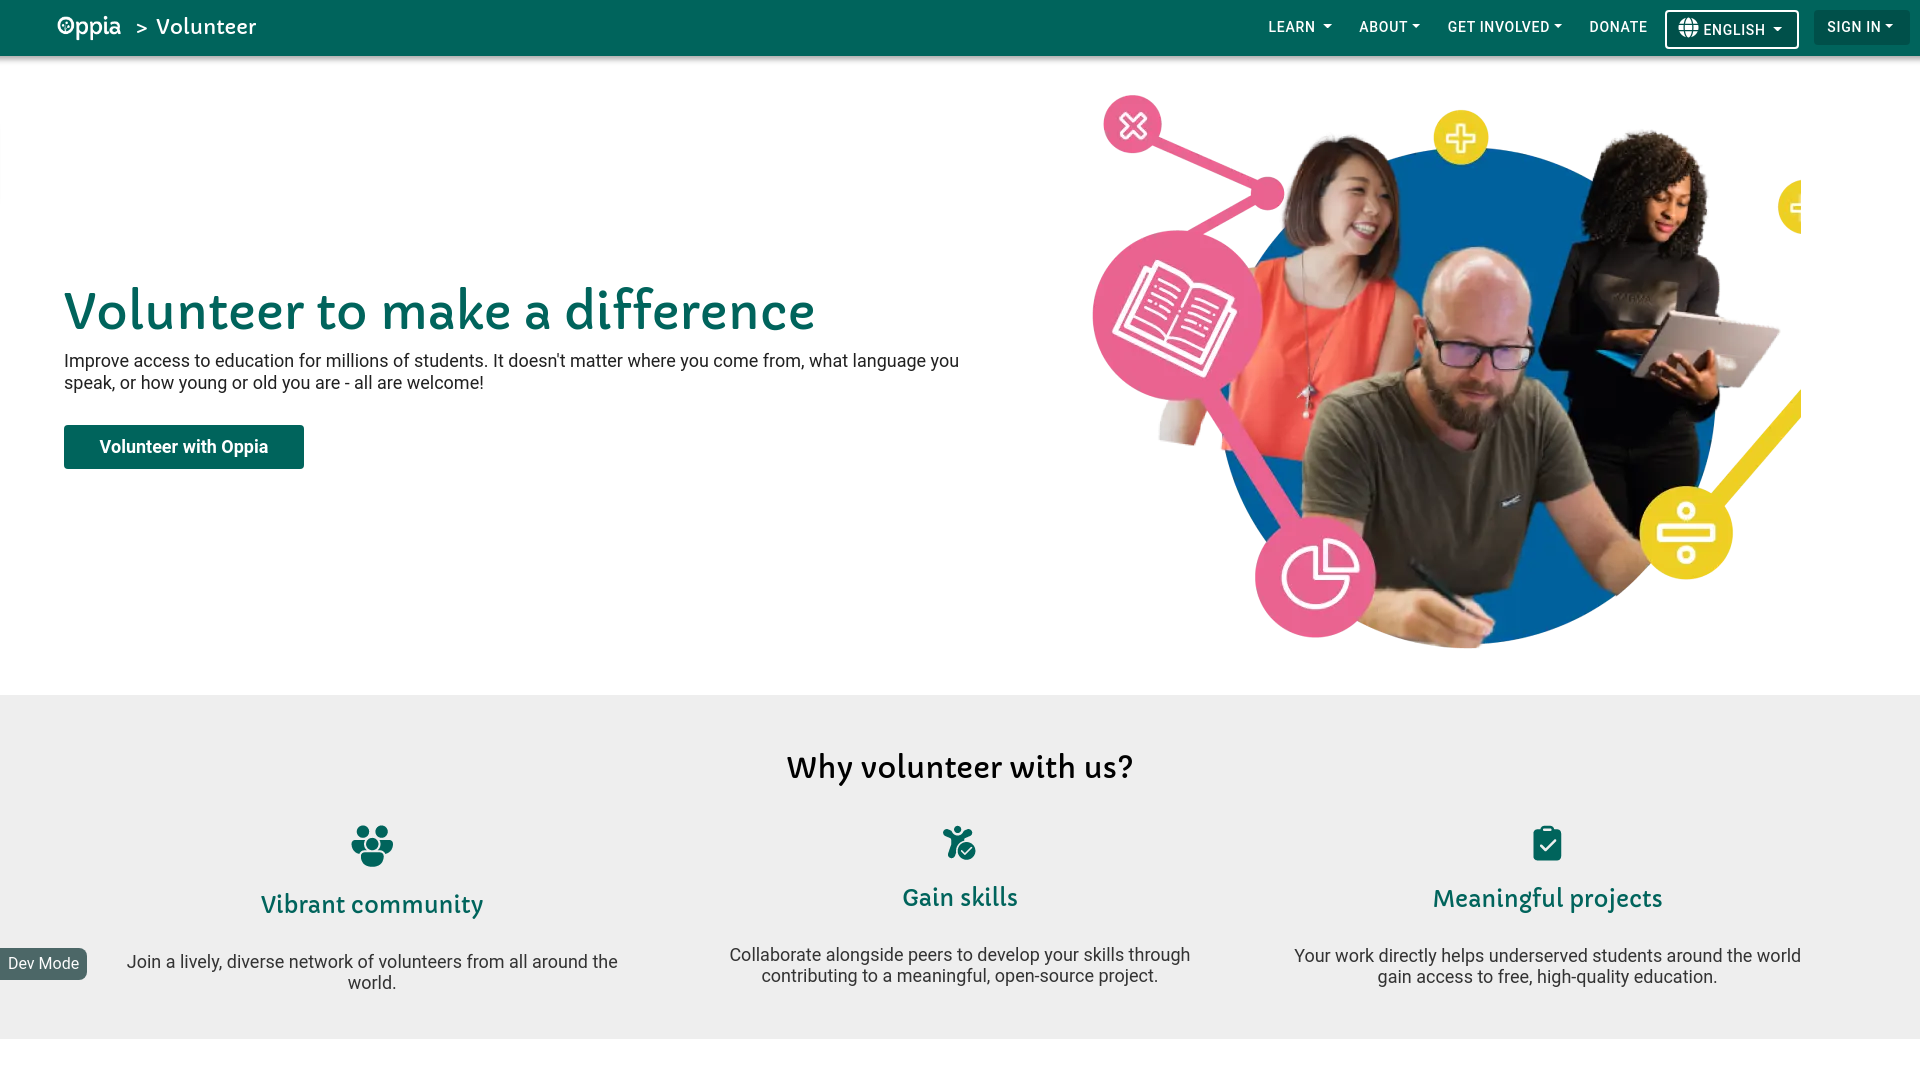 Oppia > Volunteer
LEARN
ABOUT
GET INVOLVED
DONATE
ENGLISH
SIGN IN
Volunteer to make a difference
Improve access to education for millions of students. It doesn't matter where you come from, what language you
speak, or how young or old you are - all are welcome!
Volunteer with Oppia
Why volunteer with us?
Vibrant community
Join a lively, diverse network of volunteers from all around the
world.
Gain skills
Collaborate alongside peers to develop your skills through
contributing to a meaningful, open-source project.
Meaningful projects
Your work directly helps underserved students around the world
gain access to free, high-quality education.
Dev Mode